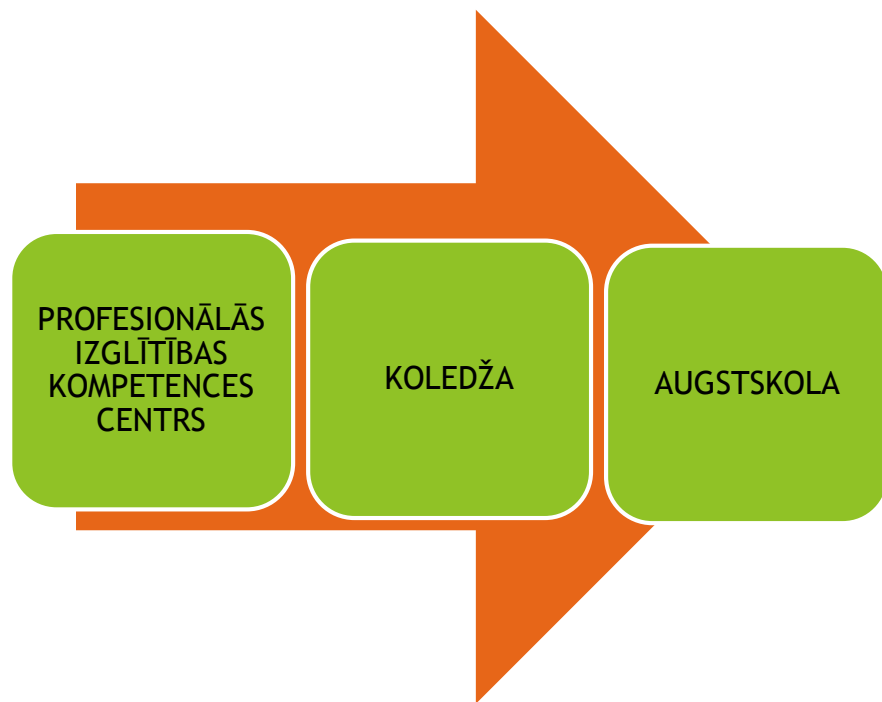 PROFESIONĀLĀS
IZGLĪTĪBAS
KOMPETENCES
CENTRS
KOLEDŽA
AUGSTSKOLA